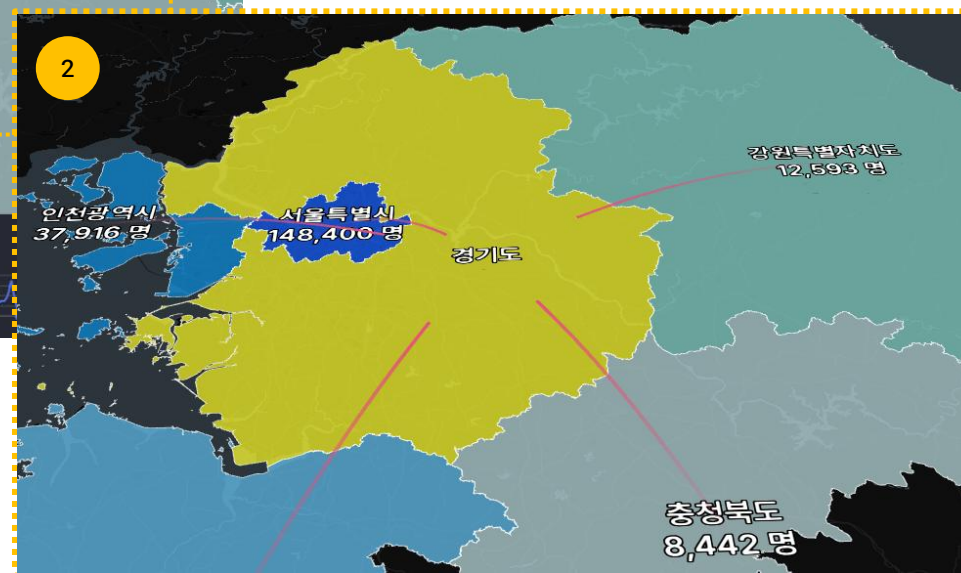 2
강원특별자치도
12,593 명
인천광역시
37,916 명
서울특별시
148,400 명
경기도
충청북도
8,442 명